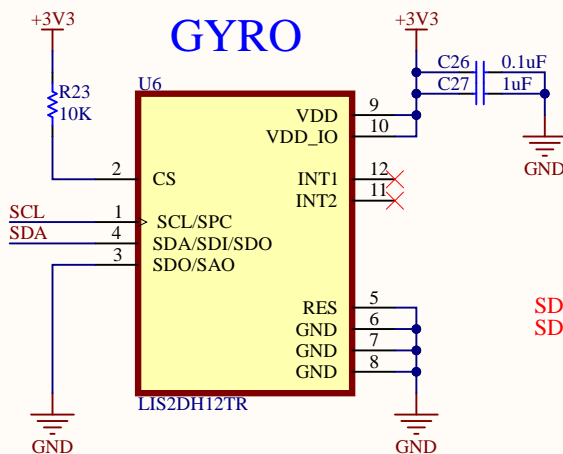 +3V3
GYRO
+3V3
R23
10K
U6
C26 0.1uF
C27 1uF
VDD 9
VDD_IO 10
GND
2 CS
INT1 12
INT2 11
SCL 1 SCL/SPC
SDA 4 SDA/SDI/SDO
3 SDO/SAO
RES 5
GND 6
GND 7
GND 8
SD
SD
LIS2DH12TR
GND
GND